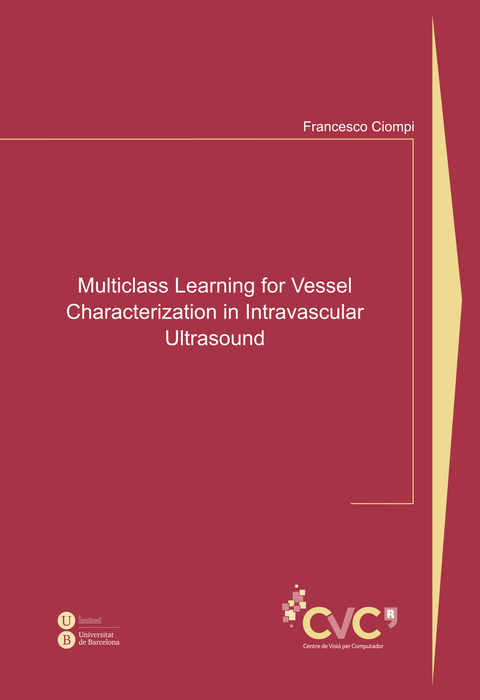 Francesco Ciompi
Multiclass Learning for Vessel
Characterization in Intravascular
Ultrasound
U
B
Universitat
de Barcelona
CVC
R
Centre de Visió per Computador